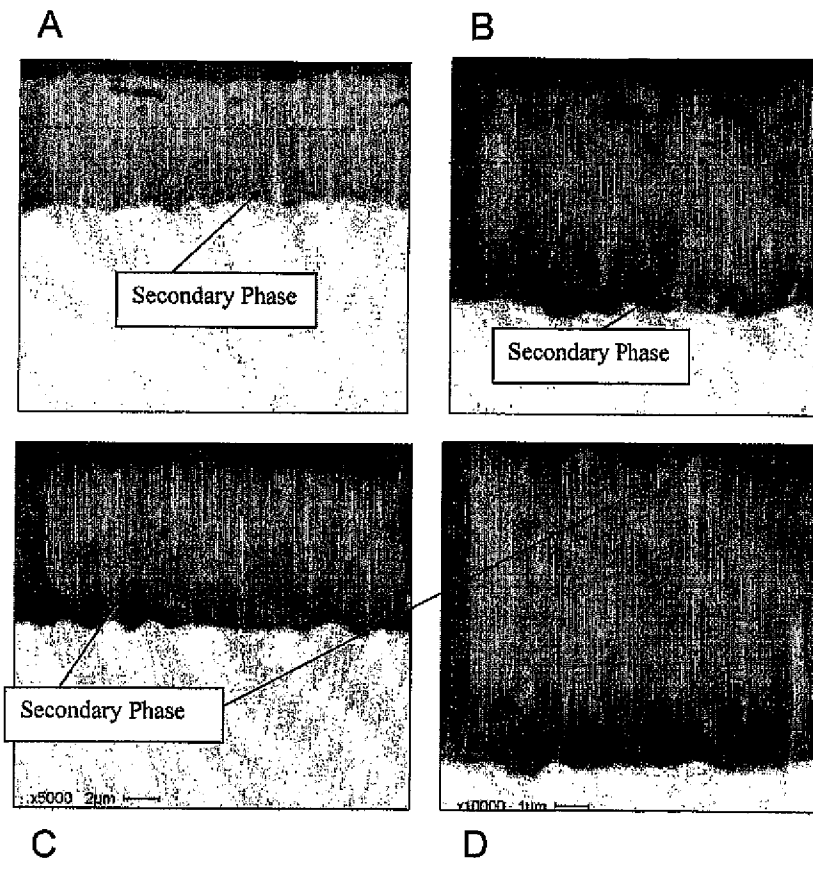 A
B
Secondary Phase
Secondary Phase
Secondary Phase
x5000 2μm
x10000 1μm
C
D